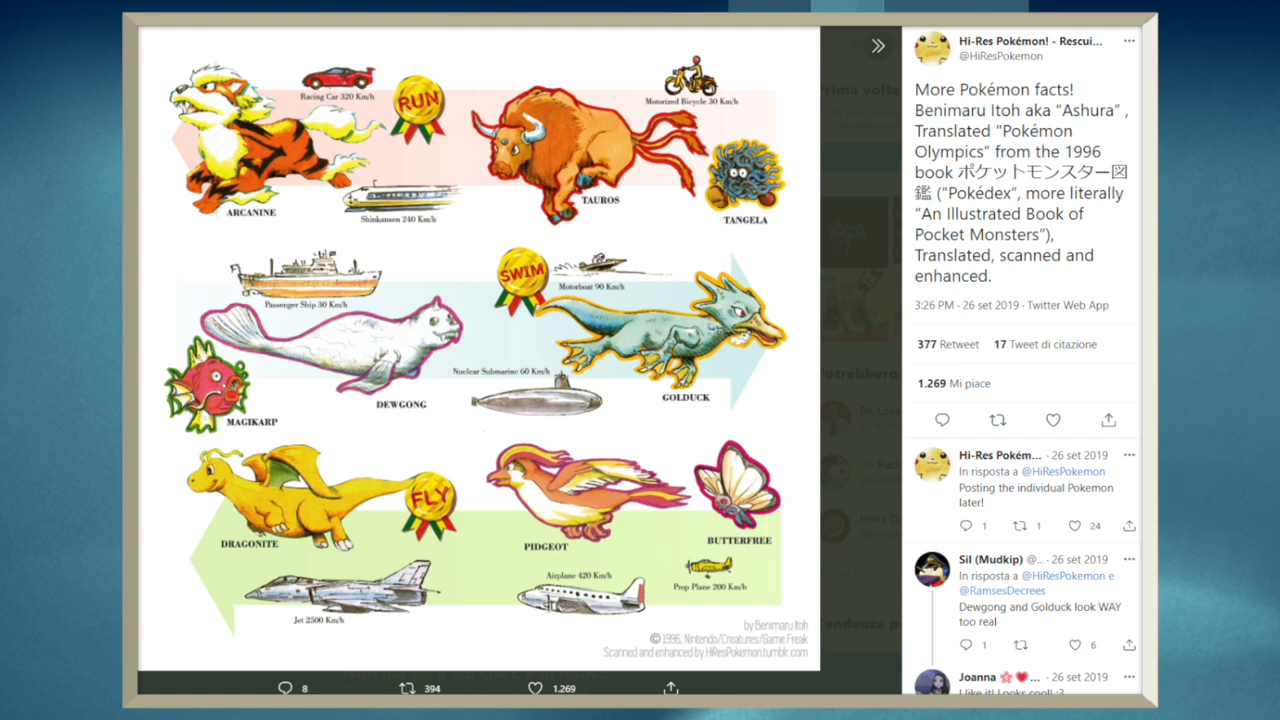 Racing Car 320 Km/h
RUN
Motorized Bicycle 30 Km/h
ARCANINE
Shinkansen 240 Km/h
TAUROS
TANGELA
Passenger Ship 30 Km/h
SWIM
Motorboat 90 Km/h
Nuclear Submarine 60 Km/h
MAGIKARP
DEWGONG
GOLDUCK
DRAGONITE
FLY
PIDGEOT
BUTTERFREE
Jet 2500 Km/h
Airplane 420 Km/h
Prop Plane 200 Km/h
by Benimaru Itoh
©1996, Nintendo/Creatures/Game Freak
Scanned and enhanced by HiResPokemon.tumblr.com
8 394 1.269
Hi-Res Pokémon! - Rescui...
@HiResPokemon
More Pokémon facts!
Benimaru Itoh aka “Ashura” ,
Translated "Pokémon
Olympics” from the 1996
book ポケットモンスター図
鑑 (”Pokédex”, more literally
“An Illustrated Book of
Pocket Monsters”),
Translated, scanned and
enhanced.
3:26 PM · 26 set 2019 · Twitter Web App
377 Retweet 17 Tweet di citazione
1.269 Mi piace
Hi-Res Pokém... · 26 set 2019
In risposta a @HiResPokemon
Posting the individual Pokemon
later!
1 1 24
Sil (Mudkip) @.. · 26 set 2019
In risposta a @HiResPokemon e
@RamsesDecrees
Dewgong and Golduck look WAY
too real
1 6
Joanna 🌸❤️... · 26 set 2019
I like it! Looks cool! :3